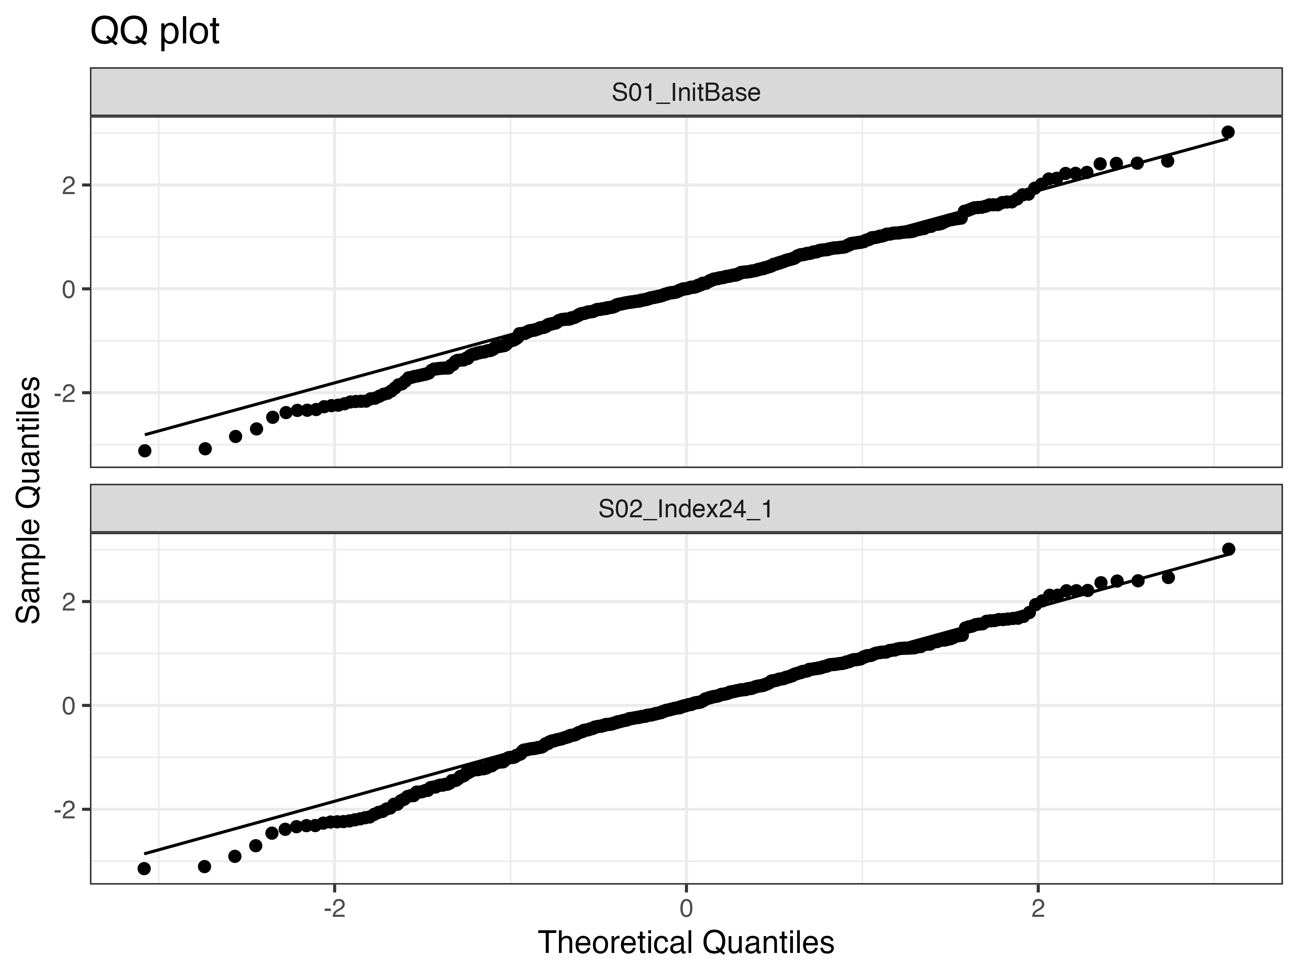 QQ plot
S01_InitBase
2
0
-2
Sample Quantiles
S02_Index24_1
2
0
-2
-2 0 2
Theoretical Quantiles